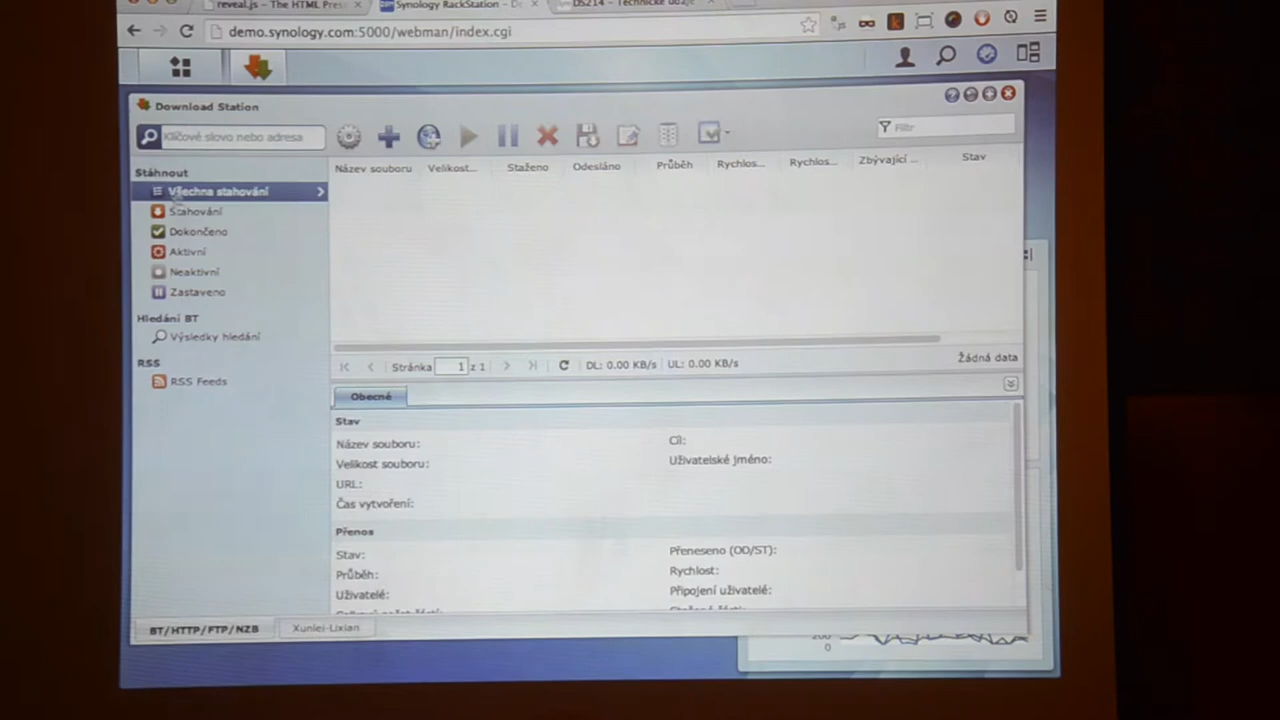 reveal.js – The HTML Pres
Synology RackStation - D
DS214 - Technické údaje
demo.synology.com:5000/webman/index.cgi
Download Station
Klíčové slovo nebo adresa
Filtr
Stáhnout
Všechna stahování
Stahování
Dokončeno
Aktivní
Neaktivní
Zastaveno
Hledání BT
Výsledky hledání
RSS
RSS Feeds
Název souboru Velikost... Staženo Odesláno Průběh Rychlos... Rychlos... Zbývající ... Stav
Stránka 1 z 1 DL: 0.00 KB/s UL: 0.00 KB/s Žádná data
Obecné
Stav
Název souboru: Cíl:
Velikost souboru: Uživatelské jméno:
URL:
Čas vytvoření:
Přenos
Stav: Přeneseno (OD/ST):
Průběh: Rychlost:
Uživatelé: Připojení uživatelé:
BT/HTTP/FTP/NZB Xunlei-Lixian
200
0